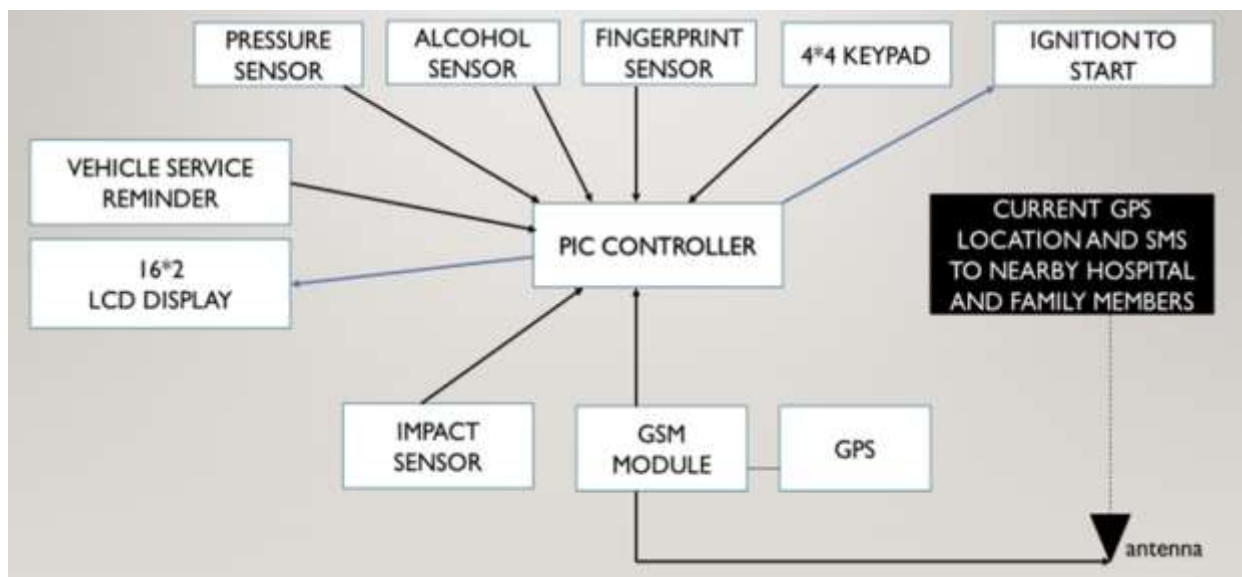 PRESSURE
SENSOR
ALCOHOL
SENSOR
FINGERPRINT
SENSOR
4*4 KEYPAD
IGNITION TO
START
VEHICLE SERVICE
REMINDER
16*2
LCD DISPLAY
PIC CONTROLLER
CURRENT GPS
LOCATION AND SMS
TO NEARBY HOSPITAL
AND FAMILY MEMBERS
IMPACT
SENSOR
GSM
MODULE
GPS
antenna